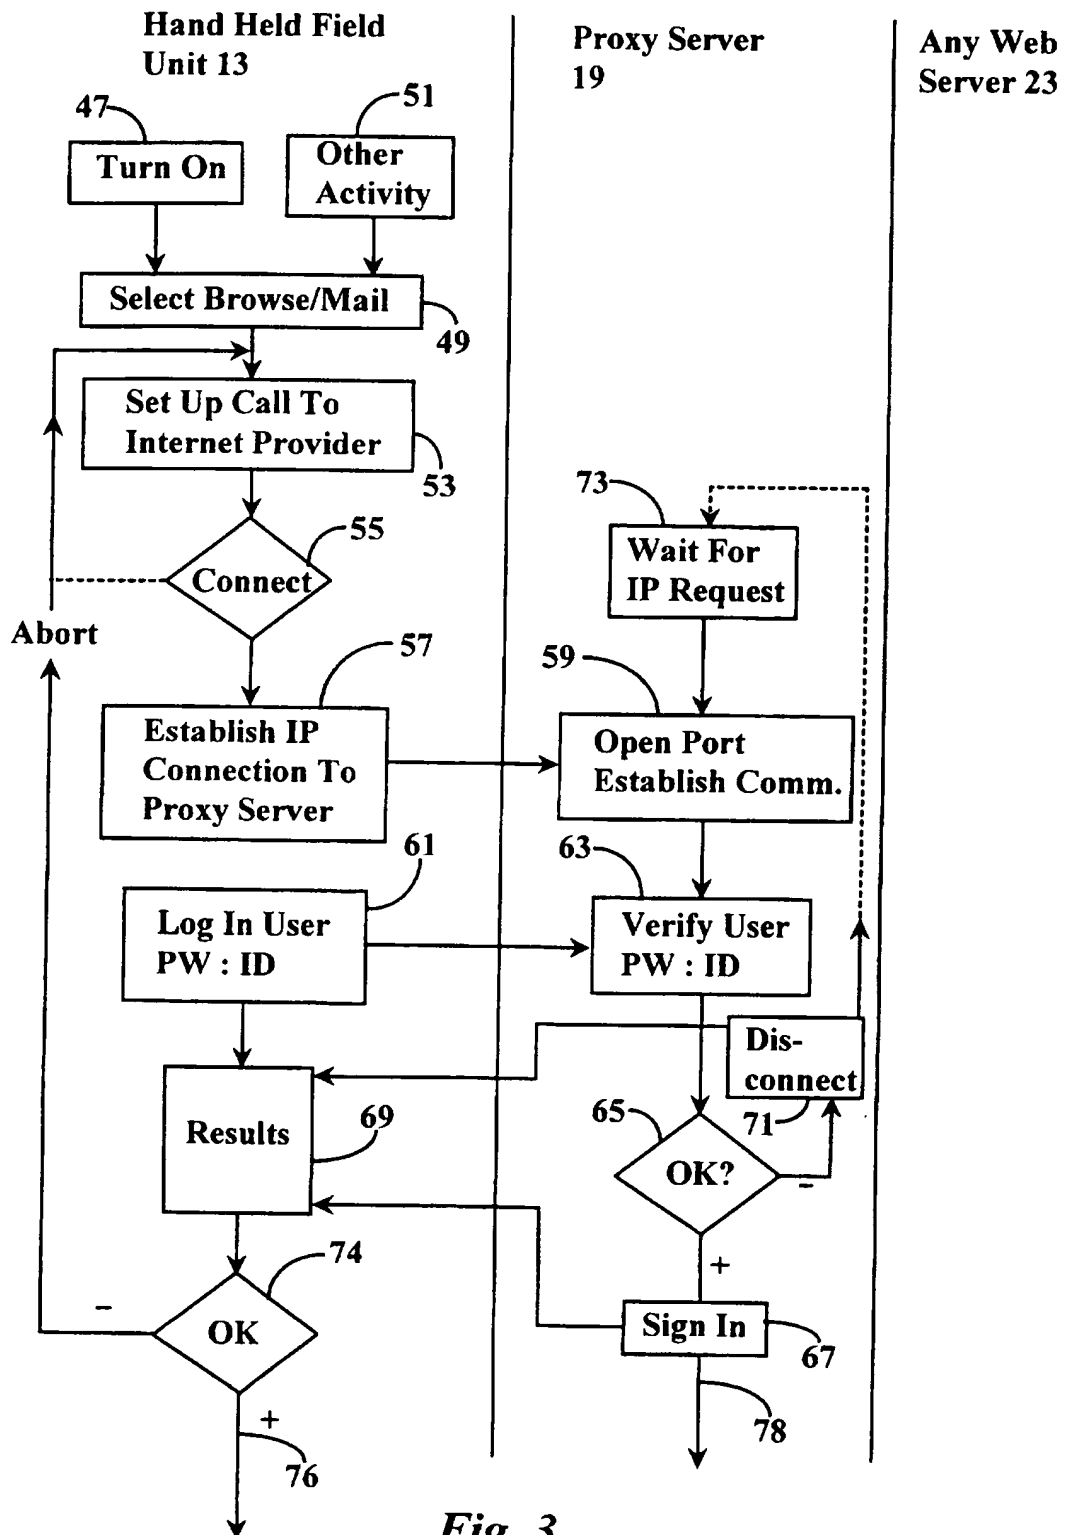 Hand Held Field
Unit 13
Proxy Server
19
Any Web
Server 23
47
51
Turn On
Other
Activity
Select Browse/Mail
49
Set Up Call To
Internet Provider
53
73
55
Connect
Wait For
IP Request
Abort
57
59
Establish IP
Connection To
Proxy Server
Open Port
Establish Comm.
61
63
Log In User
PW : ID
Verify User
PW : ID
Dis-
connect
71
65
Results
69
OK?
-
+
74
OK
-
Sign In
67
+
76
78
Fig. 3